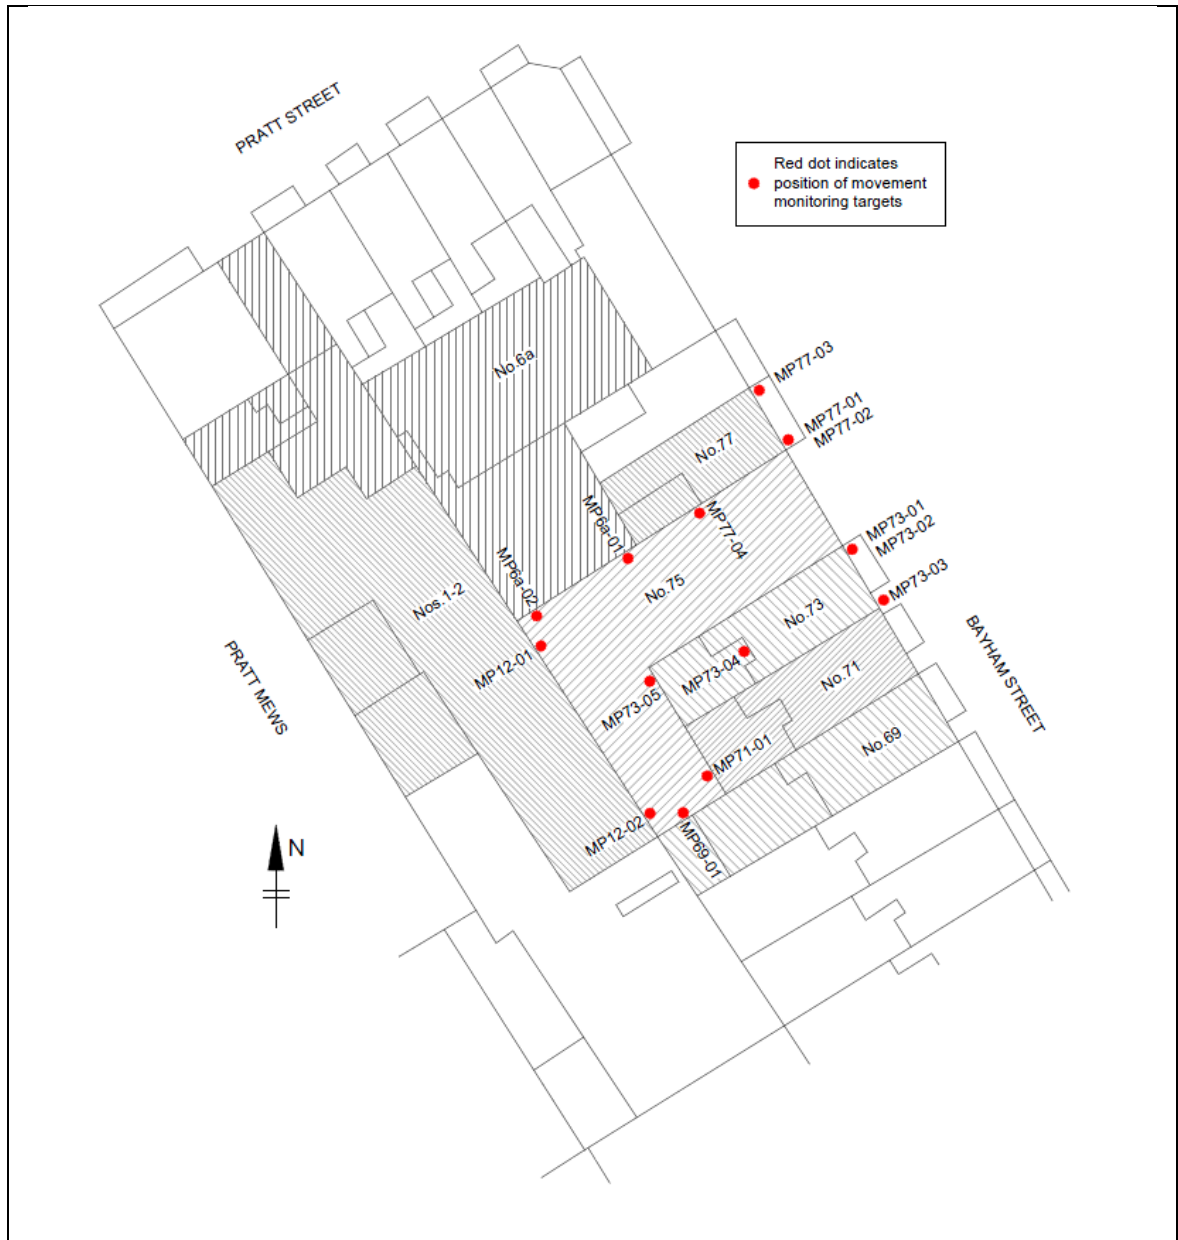 PRATT STREET
Red dot indicates
position of movement
monitoring targets
No.6a
MP77-03
MP77-01
MP77-02
No.77
MP6a-01
MP77-04
MP73-01
MP73-02
MP6a-02
No.75
MP73-03
Nos.1-2
No.73
MP12-01
MP73-04
BAYHAM STREET
PRATT MEWS
MP73-05
No.71
MP71-01
No.69
MP12-02
MP69-01
N